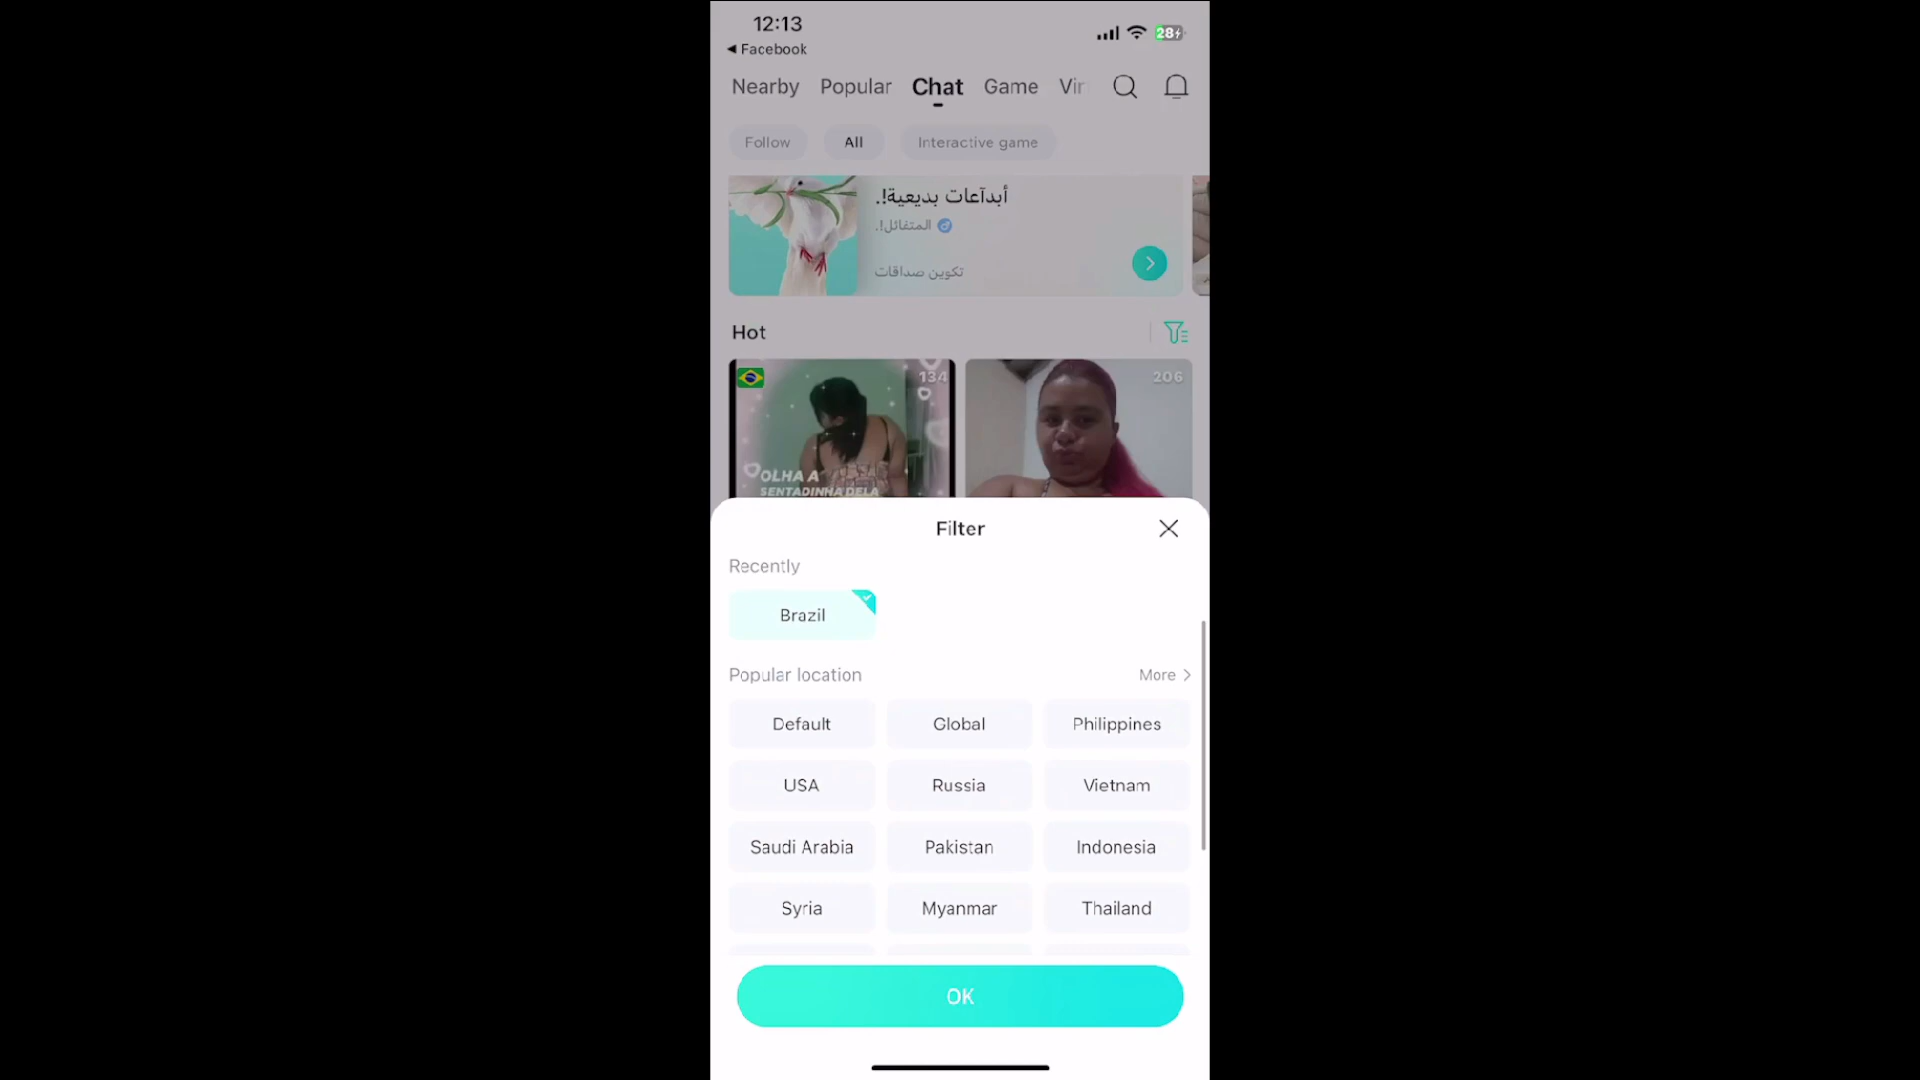 12:13
28
◀ Facebook
Nearby Popular Chat Game Vir
Follow All Interactive game
أبدآعات بديعية!.
المتفائل!.
تكوين صداقات
Hot
134
206
OLHA A
SENTADINHA DELA
Filter
Recently
Brazil
Popular location More >
Default Global Philippines
USA Russia Vietnam
Saudi Arabia Pakistan Indonesia
Syria Myanmar Thailand
OK